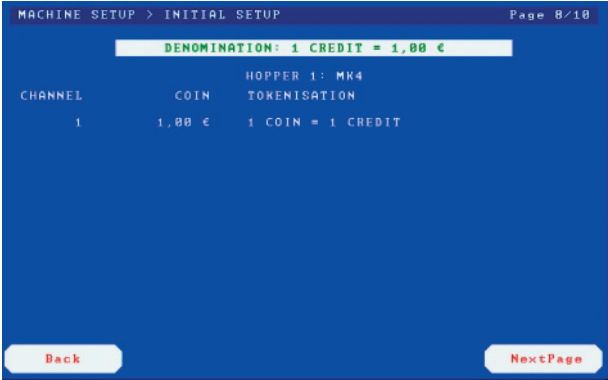 MACHINE SETUP > INITIAL SETUP Page 8/10
DENOMINATION: 1 CREDIT = 1,00 €
HOPPER 1: MK4
CHANNEL COIN TOKENISATION
1 1,00 € 1 COIN = 1 CREDIT
Back NextPage